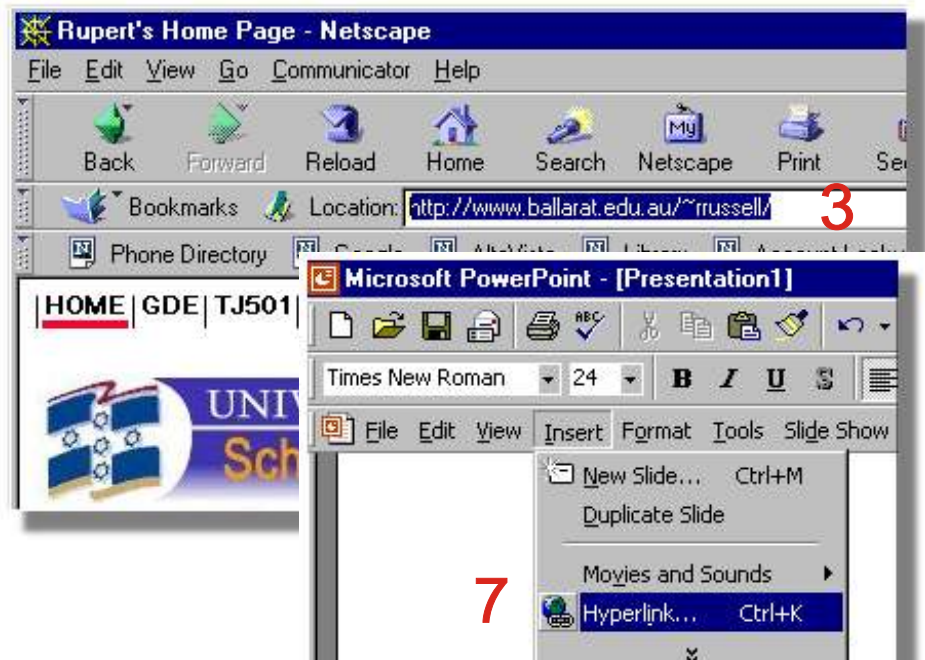 Rupert's Home Page - Netscape
File Edit View Go Communicator Help
Back Forward Reload Home Search My Netscape Print
Bookmarks Location: http://www.ballarat.edu.au/~rrussell/ 3
Phone Directory
HOME GDE TJ501
Microsoft PowerPoint - [Presentation1]
ABC
Times New Roman 24 B I U S
File Edit View Insert Format Tools Slide Show
New Slide... Ctrl+M
Duplicate Slide
Movies and Sounds
7 Hyperlink... Ctrl+K